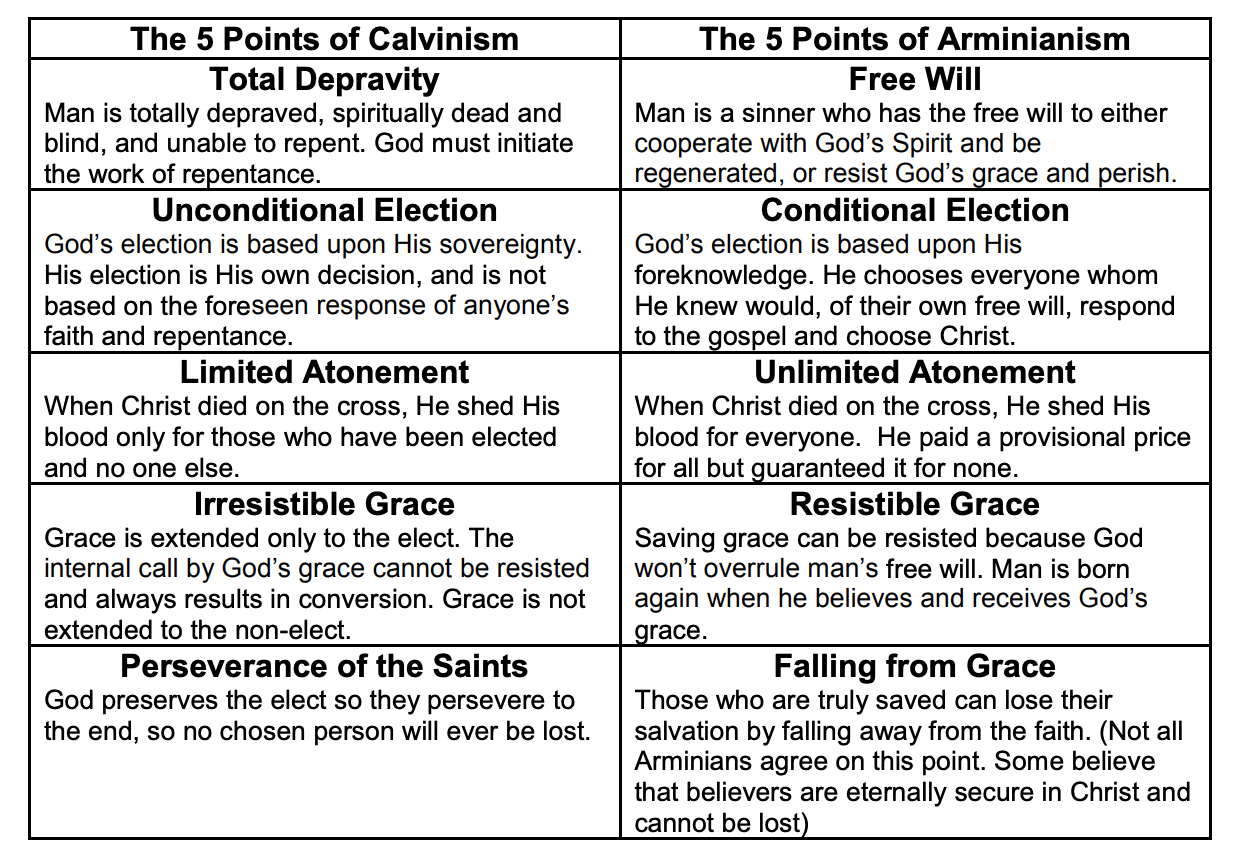 The 5 Points of Calvinism
The 5 Points of Arminianism
Total Depravity
Man is totally depraved, spiritually dead and
blind, and unable to repent. God must initiate
the work of repentance.
Free Will
Man is a sinner who has the free will to either
cooperate with God’s Spirit and be
regenerated, or resist God’s grace and perish.
Unconditional Election
God’s election is based upon His sovereignty.
His election is His own decision, and is not
based on the foreseen response of anyone’s
faith and repentance.
Conditional Election
God’s election is based upon His
foreknowledge. He chooses everyone whom
He knew would, of their own free will, respond
to the gospel and choose Christ.
Limited Atonement
When Christ died on the cross, He shed His
blood only for those who have been elected
and no one else.
Unlimited Atonement
When Christ died on the cross, He shed His
blood for everyone.  He paid a provisional price
for all but guaranteed it for none.
Irresistible Grace
Grace is extended only to the elect. The
internal call by God’s grace cannot be resisted
and always results in conversion. Grace is not
extended to the non-elect.
Resistible Grace
Saving grace can be resisted because God
won’t overrule man’s free will. Man is born
again when he believes and receives God’s
grace.
Perseverance of the Saints
God preserves the elect so they persevere to
the end, so no chosen person will ever be lost.
Falling from Grace
Those who are truly saved can lose their
salvation by falling away from the faith. (Not all
Arminians agree on this point. Some believe
that believers are eternally secure in Christ and
cannot be lost)